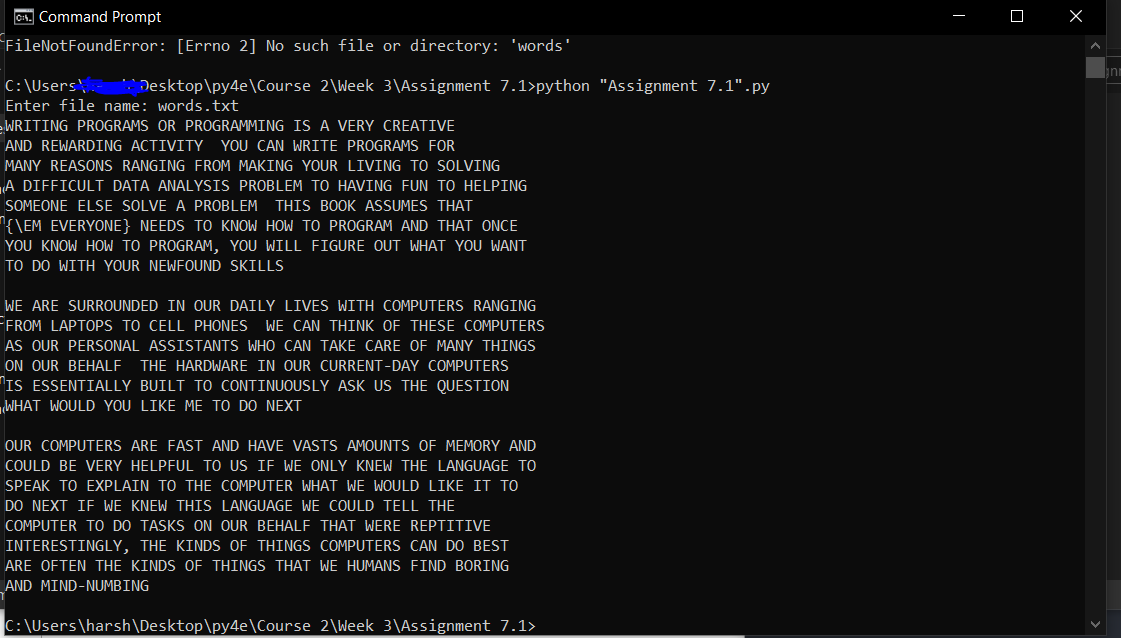 Command Prompt
FileNotFoundError: [Errno 2] No such file or directory: 'words'
C:\Users\Desktop\py4e\Course 2\Week 3\Assignment 7.1>python "Assignment 7.1".py
Enter file name: words.txt
WRITING PROGRAMS OR PROGRAMMING IS A VERY CREATIVE
AND REWARDING ACTIVITY  YOU CAN WRITE PROGRAMS FOR
MANY REASONS RANGING FROM MAKING YOUR LIVING TO SOLVING
A DIFFICULT DATA ANALYSIS PROBLEM TO HAVING FUN TO HELPING
SOMEONE ELSE SOLVE A PROBLEM  THIS BOOK ASSUMES THAT
{\EM EVERYONE} NEEDS TO KNOW HOW TO PROGRAM AND THAT ONCE
YOU KNOW HOW TO PROGRAM, YOU WILL FIGURE OUT WHAT YOU WANT
TO DO WITH YOUR NEWFOUND SKILLS
WE ARE SURROUNDED IN OUR DAILY LIVES WITH COMPUTERS RANGING
FROM LAPTOPS TO CELL PHONES  WE CAN THINK OF THESE COMPUTERS
AS OUR PERSONAL ASSISTANTS WHO CAN TAKE CARE OF MANY THINGS
ON OUR BEHALF  THE HARDWARE IN OUR CURRENT-DAY COMPUTERS
IS ESSENTIALLY BUILT TO CONTINUOUSLY ASK US THE QUESTION
WHAT WOULD YOU LIKE ME TO DO NEXT
OUR COMPUTERS ARE FAST AND HAVE VASTS AMOUNTS OF MEMORY AND
COULD BE VERY HELPFUL TO US IF WE ONLY KNEW THE LANGUAGE TO
SPEAK TO EXPLAIN TO THE COMPUTER WHAT WE WOULD LIKE IT TO
DO NEXT IF WE KNEW THIS LANGUAGE WE COULD TELL THE
COMPUTER TO DO TASKS ON OUR BEHALF THAT WERE REPTITIVE
INTERESTINGLY, THE KINDS OF THINGS COMPUTERS CAN DO BEST
ARE OFTEN THE KINDS OF THINGS THAT WE HUMANS FIND BORING
AND MIND-NUMBING
C:\Users\harsh\Desktop\py4e\Course 2\Week 3\Assignment 7.1>